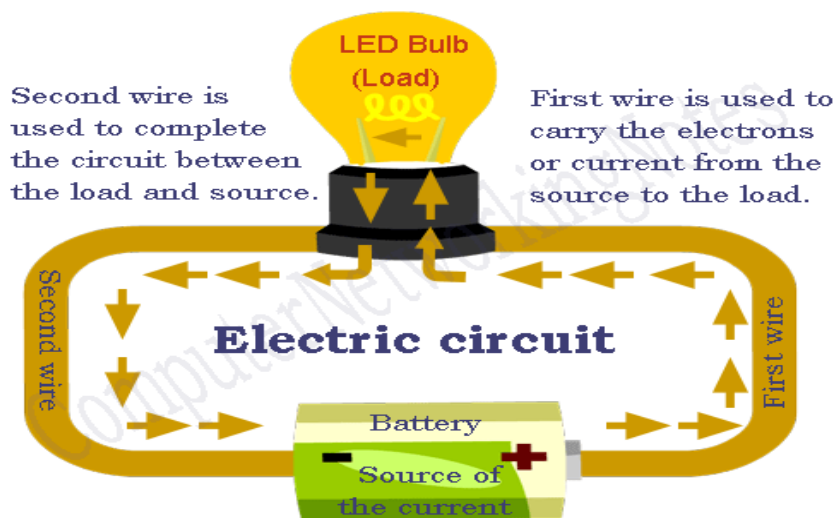 LED Bulb
(Load)
Second wire is
used to complete
the circuit between
the load and source.
First wire is used to
carry the electrons
or current from the
source to the load.
Second wire
Electric circuit
First wire
Battery
- +
Source of
the current
ComputerNetworkingNotes